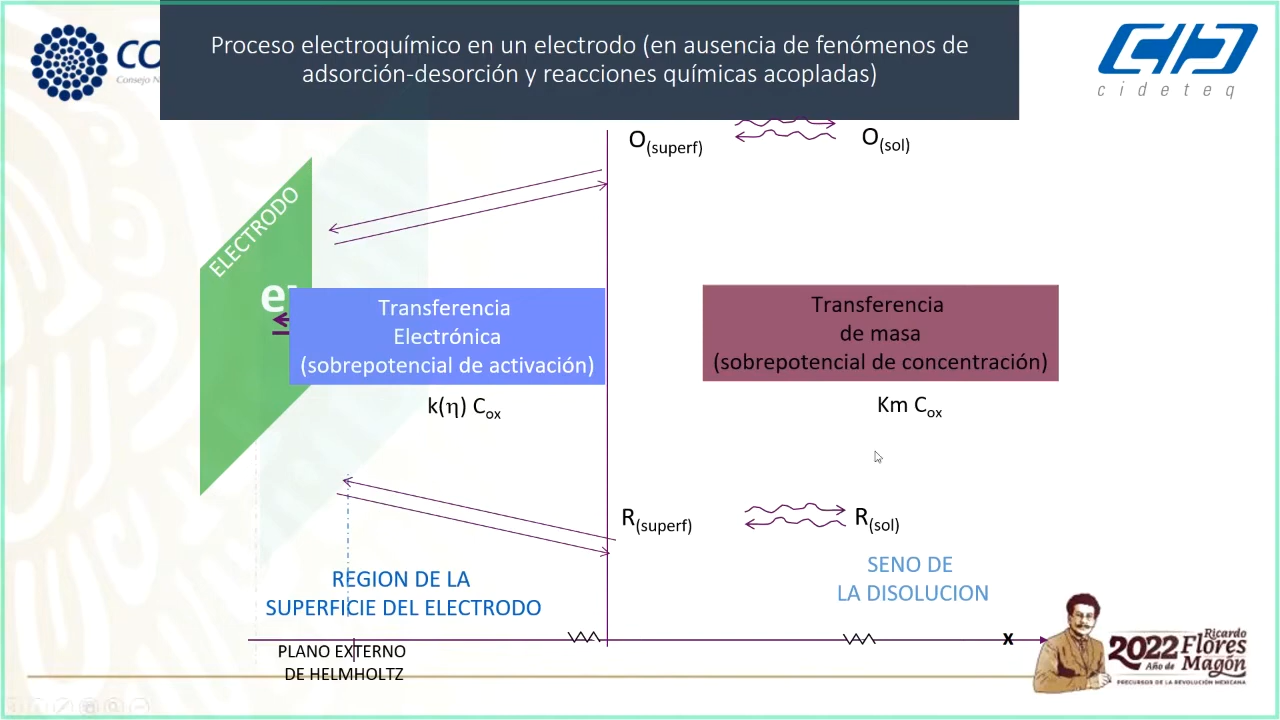 Proceso electroquímico en un electrodo (en ausencia de fenómenos de
adsorción-desorción y reacciones químicas acopladas)
CO
Consejo N
cideteq
O(superf)
O(sol)
ELECTRODO
e-
Transferencia
Electrónica
(sobrepotencial de activación)
Transferencia
de masa
(sobrepotencial de concentración)
k(η) Cox
Km Cox
R(superf)
R(sol)
REGION DE LA
SUPERFICIE DEL ELECTRODO
SENO DE
LA DISOLUCION
x
PLANO EXTERNO
DE HELMHOLTZ
2022 Ricardo
Flores
Año de Magón
PRECURSOR DE LA REVOLUCIÓN MEXICANA